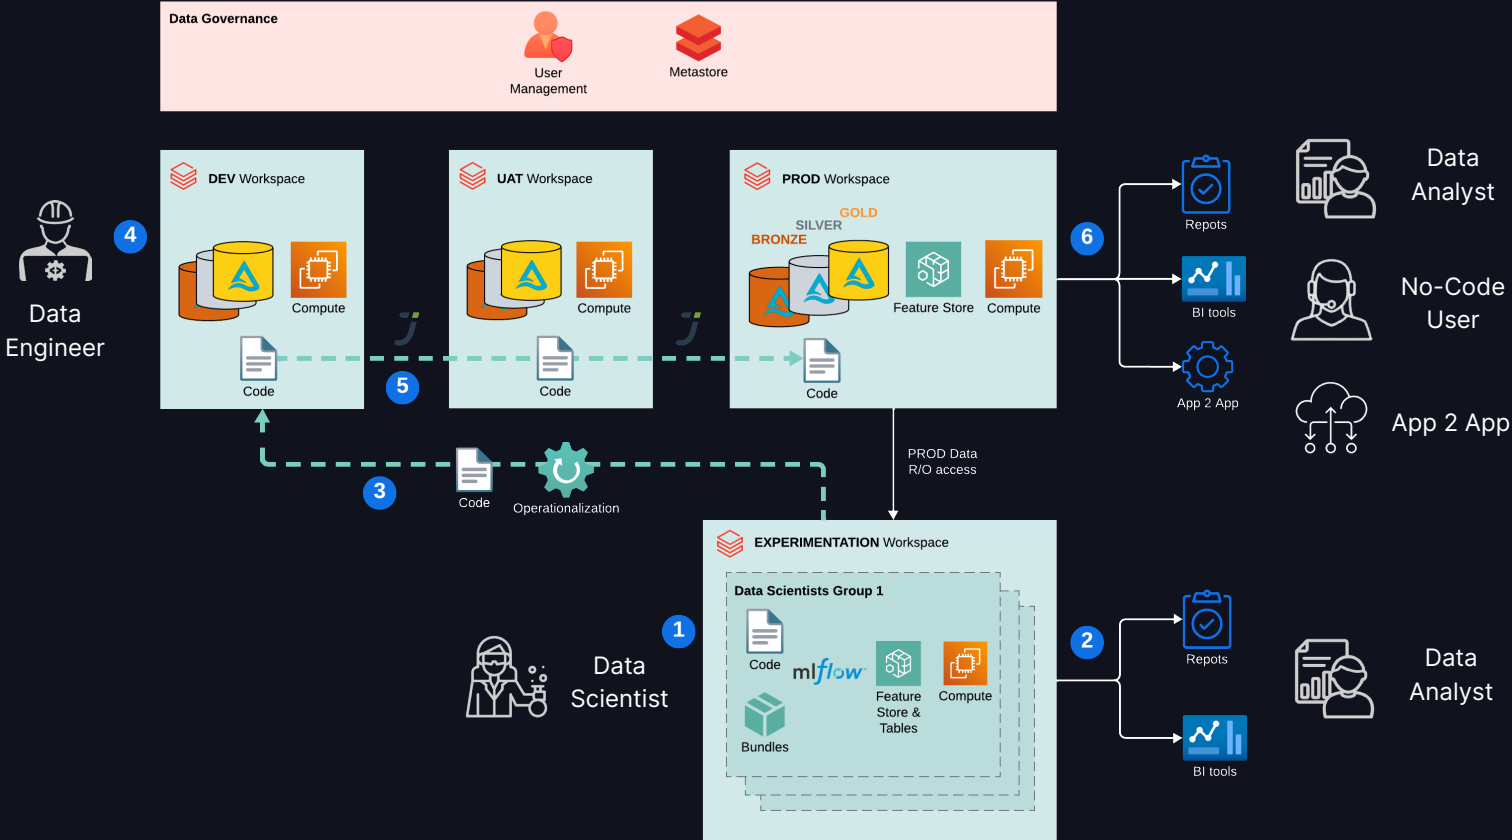 Data Governance
User
Management
Metastore
DEV Workspace
UAT Workspace
PROD Workspace
GOLD
SILVER
BRONZE
Compute
Compute
Feature Store
Compute
Code
Code
Code
4
Data
Engineer
5
6
Repots
BI tools
App 2 App
Data
Analyst
No-Code
User
App 2 App
3
Code
Operationalization
PROD Data
R/O access
EXPERIMENTATION Workspace
Data Scientists Group 1
Code
mlflow
Feature
Store &
Tables
Compute
Bundles
1
Data
Scientist
2
Repots
BI tools
Data
Analyst